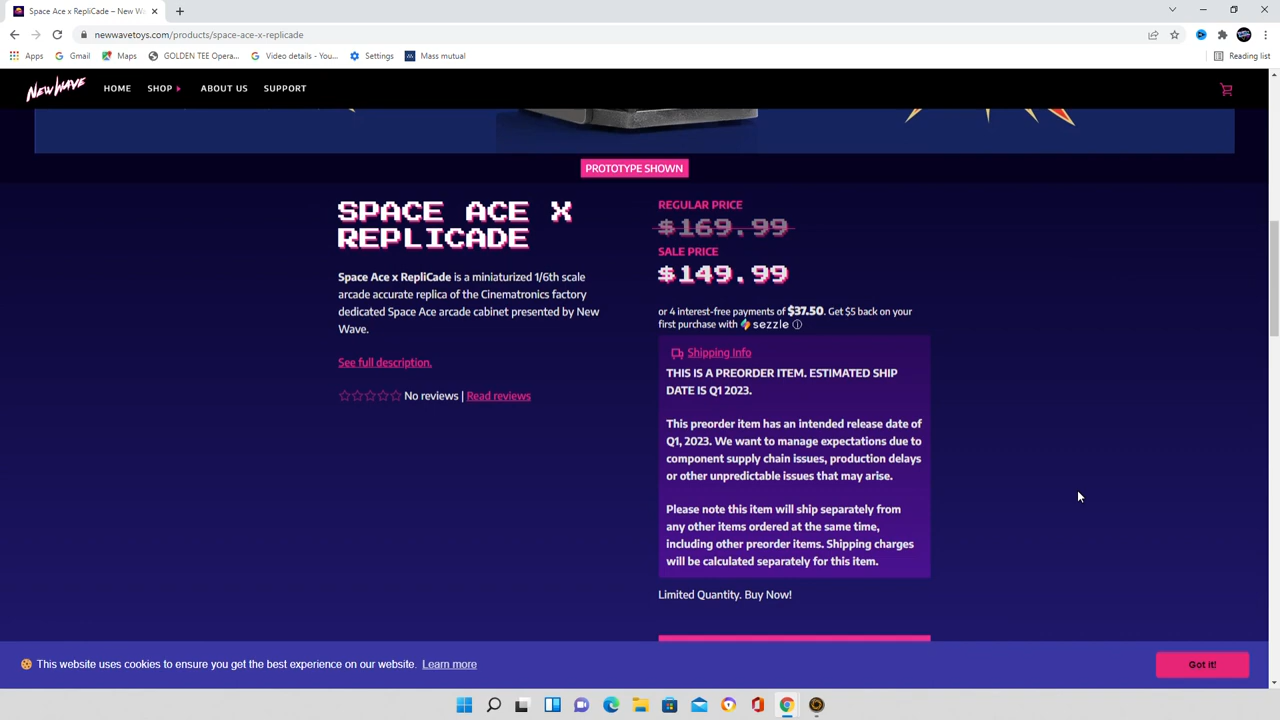 Space Ace x RepliCade – New Wa
newwavetoys.com/products/space-ace-x-replicade
Apps
Gmail
Maps
GOLDEN TEE Opera...
Video details - You...
Settings
Mass mutual
Reading list
NEW WAVE
HOME
SHOP
ABOUT US
SUPPORT
PROTOTYPE SHOWN
SPACE ACE X
REPLICADE
Space Ace x RepliCade is a miniaturized 1/6th scale
arcade accurate replica of the Cinematronics factory
dedicated Space Ace arcade cabinet presented by New
Wave.
See full description.
No reviews | Read reviews
REGULAR PRICE
$169.99
SALE PRICE
$149.99
or 4 interest-free payments of $37.50. Get $5 back on your
first purchase with sezzle
Shipping Info
THIS IS A PREORDER ITEM. ESTIMATED SHIP
DATE IS Q1 2023.
This preorder item has an intended release date of
Q1, 2023. We want to manage expectations due to
component supply chain issues, production delays
or other unpredictable issues that may arise.
Please note this item will ship separately from
any other items ordered at the same time,
including other preorder items. Shipping charges
will be calculated separately for this item.
Limited Quantity. Buy Now!
This website uses cookies to ensure you get the best experience on our website. Learn more
Got it!